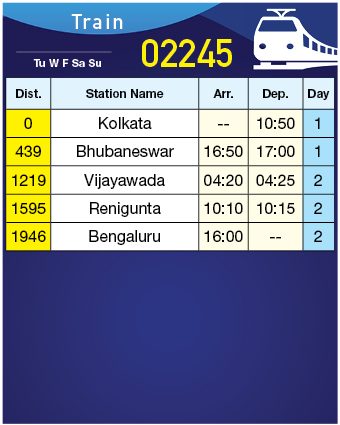 Train
02245
Tu W F Sa Su
Dist. Station Name Arr. Dep. Day
0 Kolkata -- 10:50 1
439 Bhubaneswar 16:50 17:00 1
1219 Vijayawada 04:20 04:25 2
1595 Renigunta 10:10 10:15 2
1946 Bengaluru 16:00 -- 2